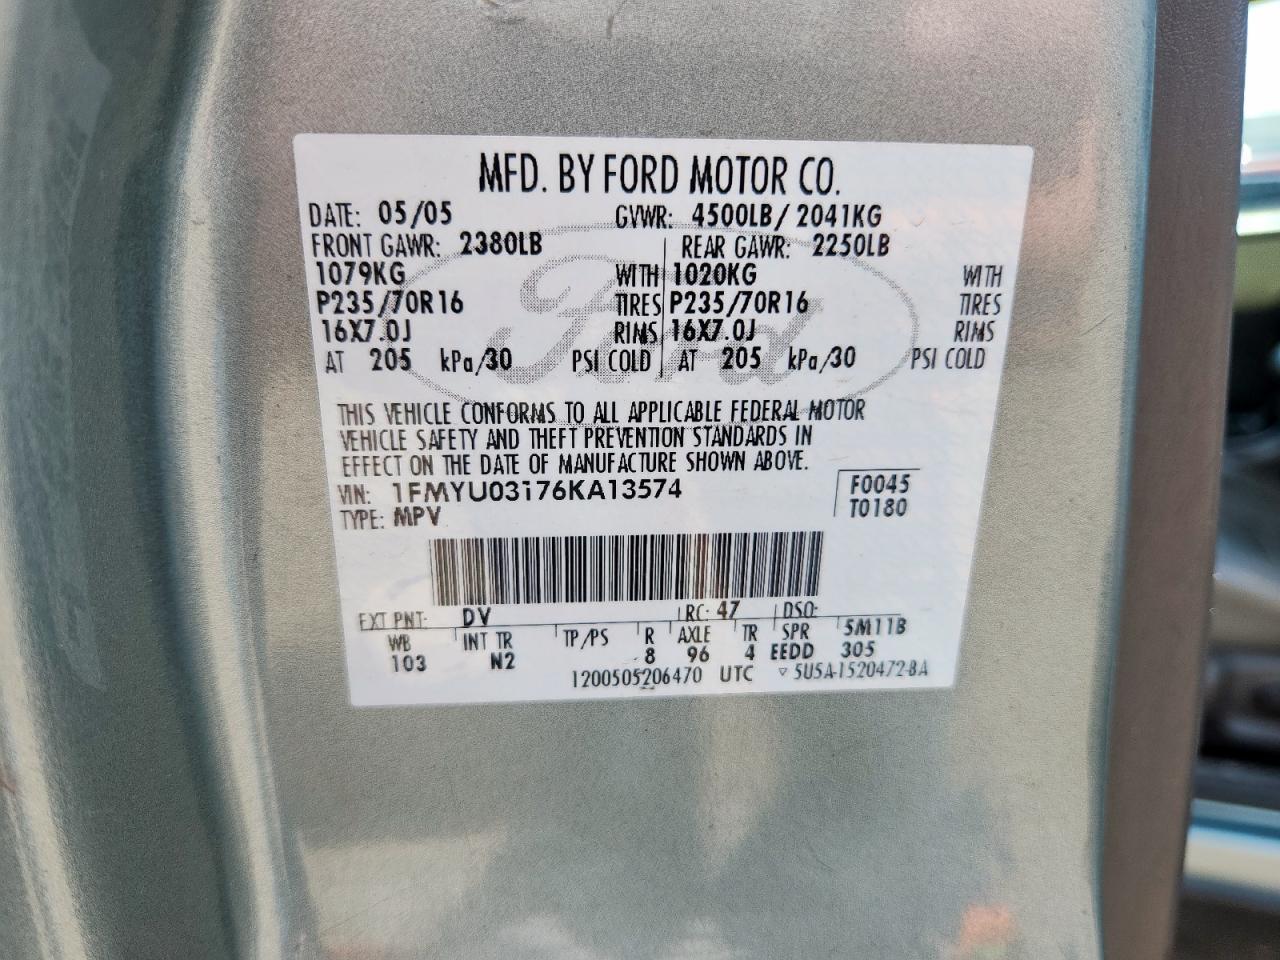 MFD. BY FORD MOTOR CO.
DATE: 05/05 GVWR: 4500LB/ 2041KG
FRONT GAWR: 2380LB REAR GAWR: 2250LB
1079KG WITH 1020KG WITH
P235/70R16 TIRES P235/70R16 TIRES
16X7.0J RIMS 16X7.0J RIMS
AT 205 kPa/30 PSI COLD AT 205 kPa/30 PSI COLD
Ford
THIS VEHICLE CONFORMS TO ALL APPLICABLE FEDERAL MOTOR
VEHICLE SAFETY AND THEFT PREVENTION STANDARDS IN
EFFECT ON THE DATE OF MANUFACTURE SHOWN ABOVE.
VIN: 1FMYU03176KA13574 F0045
TYPE: MPV T0180
EXT PNT: DV RC: 47 DSO:
WB INT TR TP/PS R AXLE TR SPR 5M11B
103 N2 8 96 4 EEDD 305
1200505206470 UTC ▽ 5U5A-1520472-BA